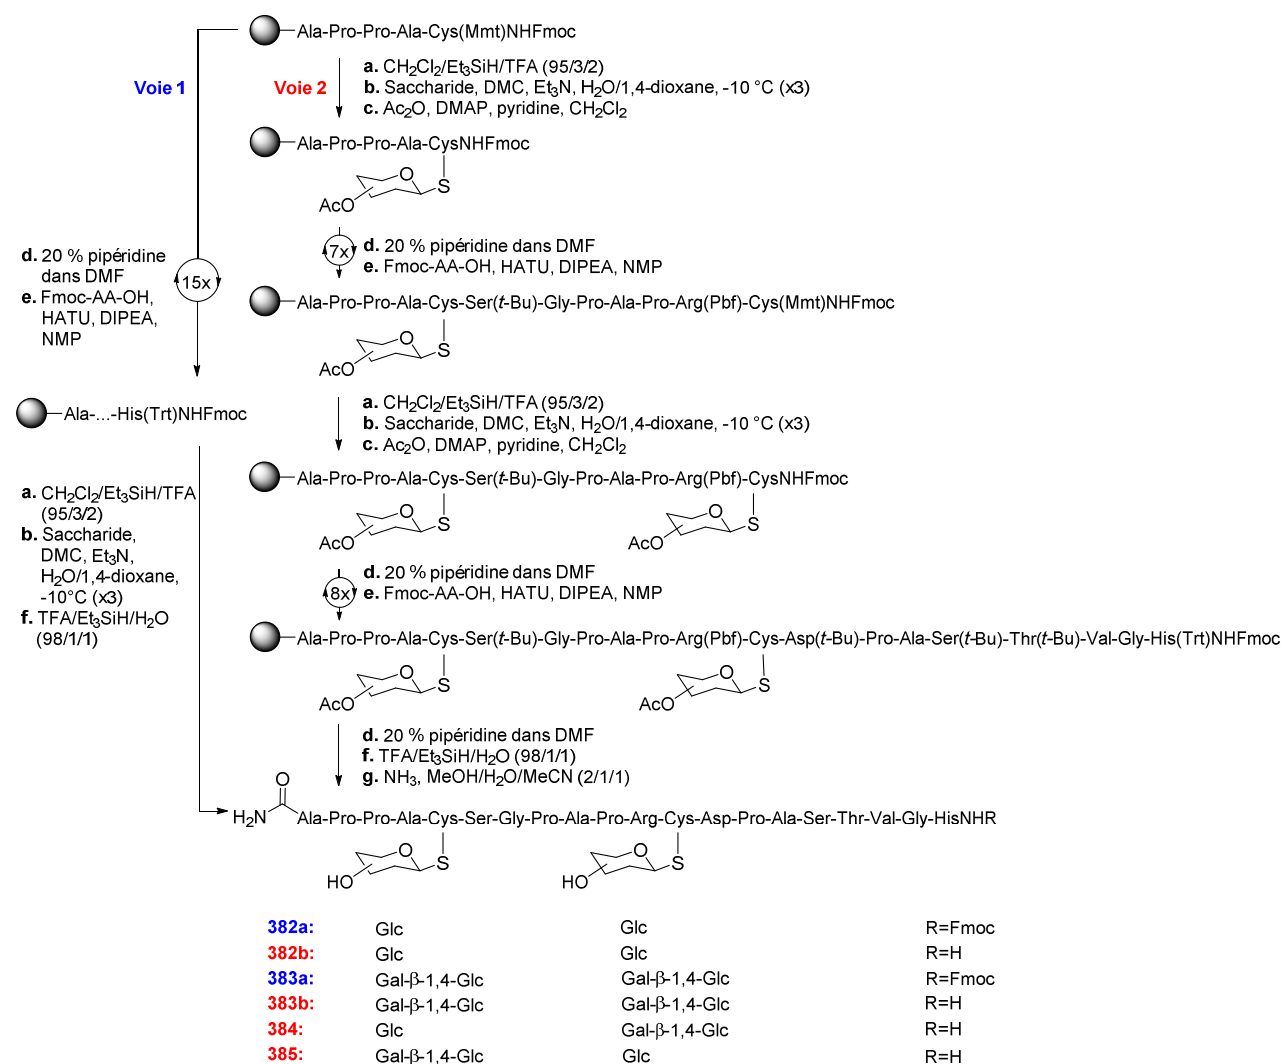 Ala-Pro-Pro-Ala-Cys(Mmt)NHFmoc
Voie 1
Voie 2
a. CH2Cl2/Et3SiH/TFA (95/3/2)
b. Saccharide, DMC, Et3N, H2O/1,4-dioxane, -10 °C (x3)
c. Ac2O, DMAP, pyridine, CH2Cl2
Ala-Pro-Pro-Ala-CysNHFmoc
O
S
AcO
d. 20 % pipéridine
dans DMF
e. Fmoc-AA-OH,
HATU, DIPEA,
NMP
15x
7x
d. 20 % pipéridine dans DMF
e. Fmoc-AA-OH, HATU, DIPEA, NMP
Ala-Pro-Pro-Ala-Cys-Ser(t-Bu)-Gly-Pro-Ala-Pro-Arg(Pbf)-Cys(Mmt)NHFmoc
O
S
AcO
Ala-...-His(Trt)NHFmoc
a. CH2Cl2/Et3SiH/TFA (95/3/2)
b. Saccharide, DMC, Et3N, H2O/1,4-dioxane, -10 °C (x3)
c. Ac2O, DMAP, pyridine, CH2Cl2
Ala-Pro-Pro-Ala-Cys-Ser(t-Bu)-Gly-Pro-Ala-Pro-Arg(Pbf)-CysNHFmoc
O
S
AcO
O
S
AcO
a. CH2Cl2/Et3SiH/TFA
(95/3/2)
b. Saccharide,
DMC, Et3N,
H2O/1,4-dioxane,
-10°C (x3)
f. TFA/Et3SiH/H2O
(98/1/1)
8x
d. 20 % pipéridine dans DMF
e. Fmoc-AA-OH, HATU, DIPEA, NMP
Ala-Pro-Pro-Ala-Cys-Ser(t-Bu)-Gly-Pro-Ala-Pro-Arg(Pbf)-Cys-Asp(t-Bu)-Pro-Ala-Ser(t-Bu)-Thr(t-Bu)-Val-Gly-His(Trt)NHFmoc
O
S
AcO
O
S
AcO
d. 20 % pipéridine dans DMF
f. TFA/Et3SiH/H2O (98/1/1)
g. NH3, MeOH/H2O/MeCN (2/1/1)
O
H2N
Ala-Pro-Pro-Ala-Cys-Ser-Gly-Pro-Ala-Pro-Arg-Cys-Asp-Pro-Ala-Ser-Thr-Val-Gly-HisNHR
O
S
HO
O
S
HO
382a: Glc Glc R=Fmoc
382b: Glc Glc R=H
383a: Gal-β-1,4-Glc Gal-β-1,4-Glc R=Fmoc
383b: Gal-β-1,4-Glc Gal-β-1,4-Glc R=H
384: Glc Gal-β-1,4-Glc R=H
385: Gal-β-1,4-Glc Glc R=H